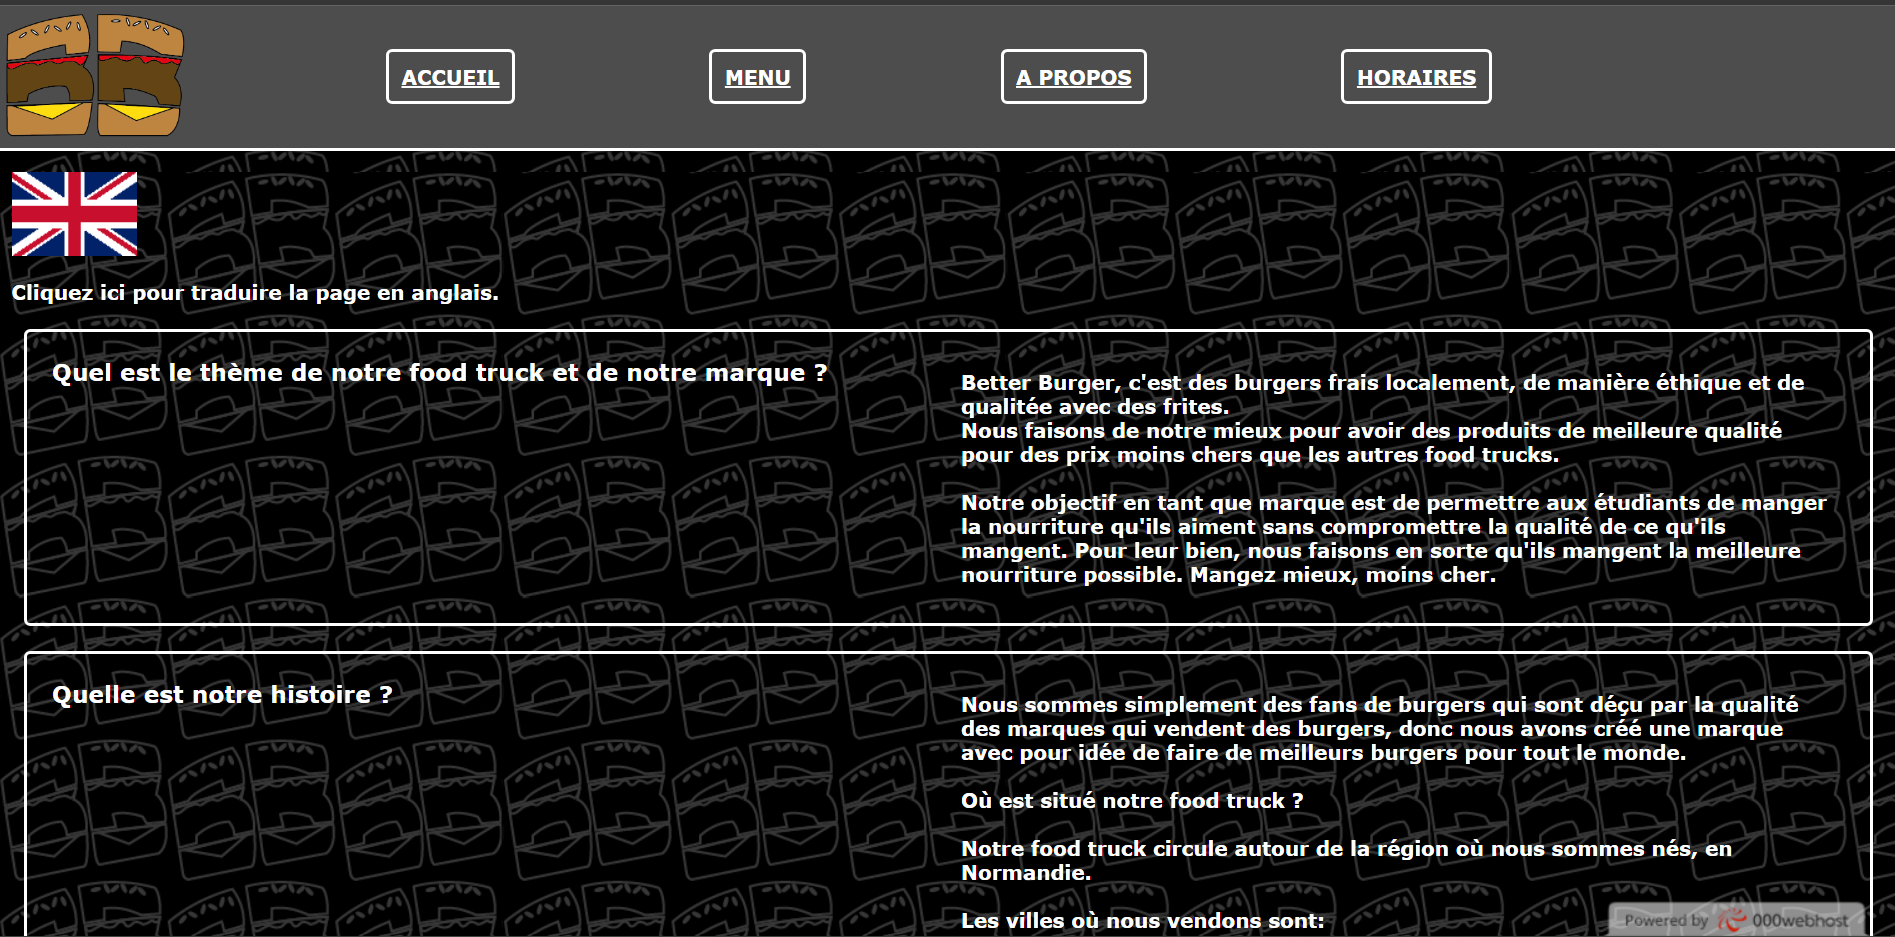 ACCUEIL
MENU
A PROPOS
HORAIRES
Cliquez ici pour traduire la page en anglais.
Quel est le thème de notre food truck et de notre marque ?
Better Burger, c'est des burgers frais localement, de manière éthique et de
qualitée avec des frites.
Nous faisons de notre mieux pour avoir des produits de meilleure qualité
pour des prix moins chers que les autres food trucks.
Notre objectif en tant que marque est de permettre aux étudiants de manger
la nourriture qu'ils aiment sans compromettre la qualité de ce qu'ils
mangent. Pour leur bien, nous faisons en sorte qu'ils mangent la meilleure
nourriture possible. Mangez mieux, moins cher.
Quelle est notre histoire ?
Nous sommes simplement des fans de burgers qui sont déçu par la qualité
des marques qui vendent des burgers, donc nous avons créé une marque
avec pour idée de faire de meilleurs burgers pour tout le monde.
Où est situé notre food truck ?
Notre food truck circule autour de la région où nous sommes nés, en
Normandie.
Les villes où nous vendons sont:
Powered by 000webhost